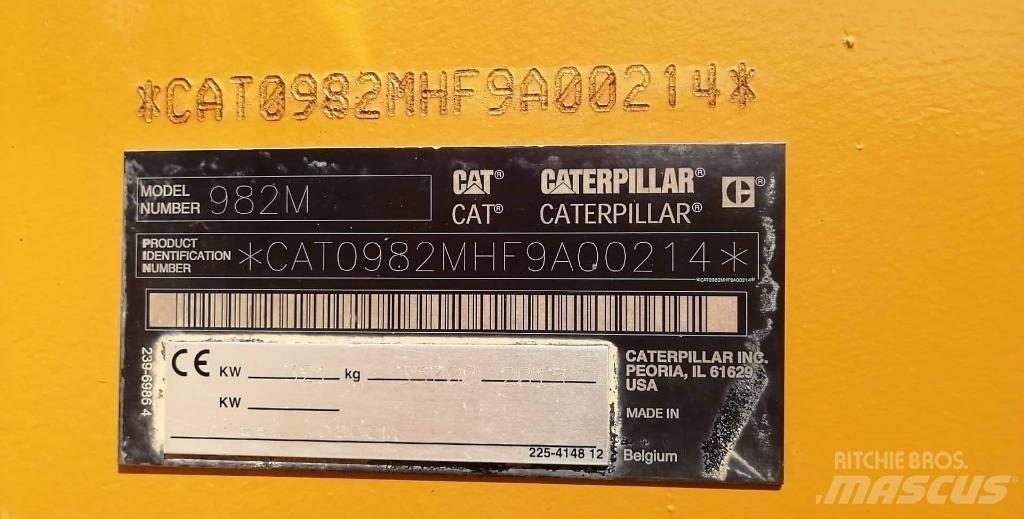 *CAT0982MHF9A00214*
MODEL NUMBER 982M
CAT® CATERPILLAR® ®
CAT® CATERPILLAR®
PRODUCT IDENTIFICATION NUMBER *CAT0982MHF9A00214*
*CAT0982MHF9A00214*
239-6986 4
CE KW kg
KW
225-4148 12
CATERPILLAR INC.
PEORIA, IL 61629
USA
MADE IN
Belgium
RITCHIE BROS.
MASCUS